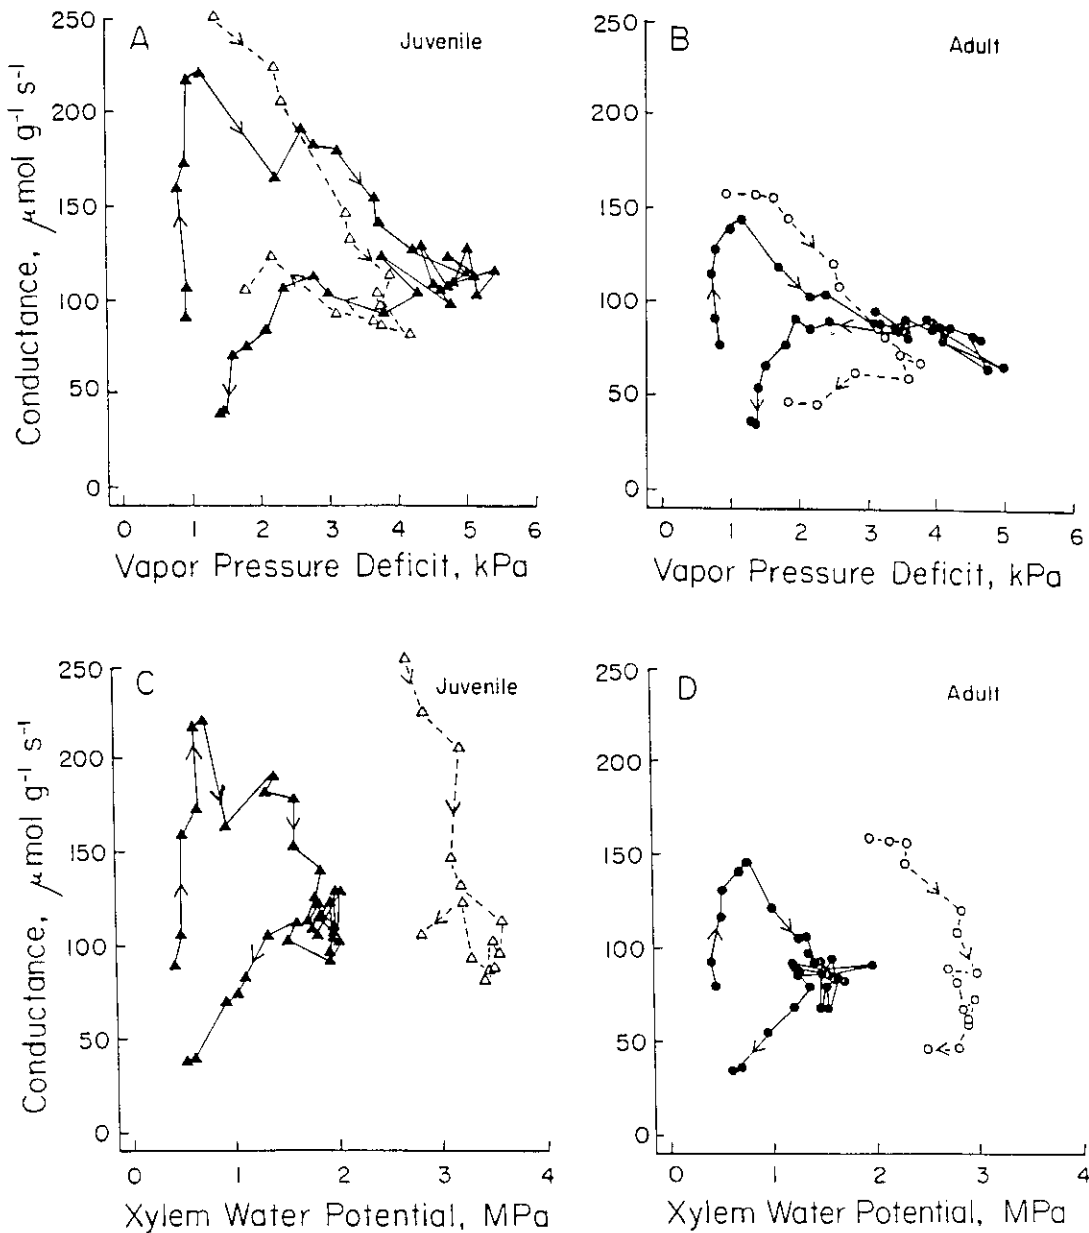 A
Juvenile
250
200
150
100
50
0
Conductance, μmol g⁻¹ s⁻¹
0 1 2 3 4 5 6
Vapor Pressure Deficit, kPa
B
Adult
250
200
150
100
50
0
0 1 2 3 4 5 6
Vapor Pressure Deficit, kPa
C
Juvenile
250
200
150
100
50
0
Conductance, μmol g⁻¹ s⁻¹
0 1 2 3 4
Xylem Water Potential, MPa
D
Adult
250
200
150
100
50
0
0 1 2 3 4
Xylem Water Potential, MPa